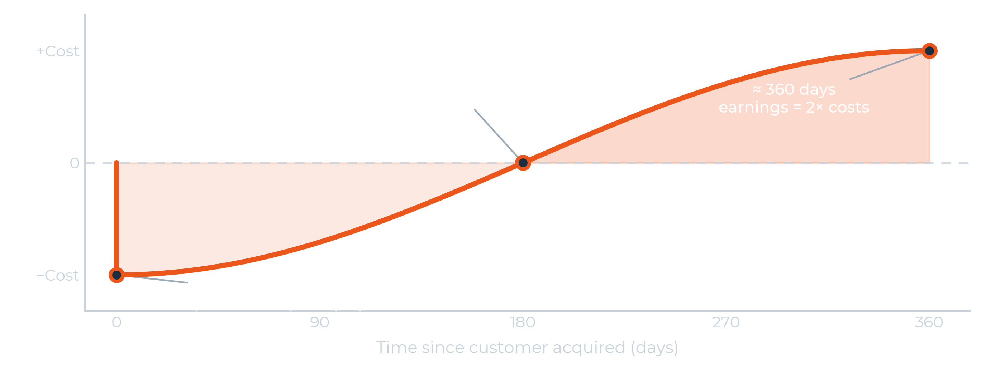 +Cost
≈ 360 days
earnings = 2× costs
0
−Cost
0 90 180 270 360
Time since customer acquired (days)